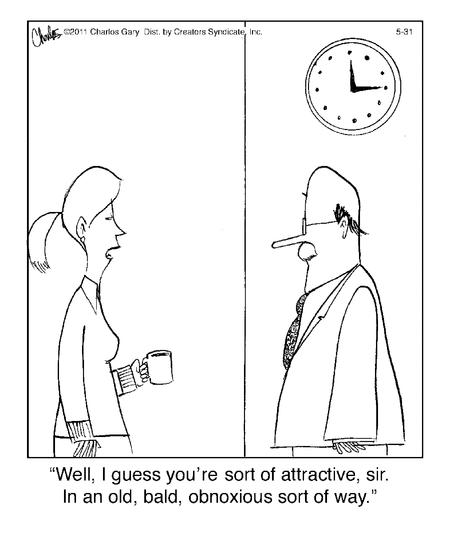 Charlos ©2011 Charlos Gary Dist. by Creators Syndicate, Inc. 5-31
“Well, I guess you’re sort of attractive, sir.
In an old, bald, obnoxious sort of way.”